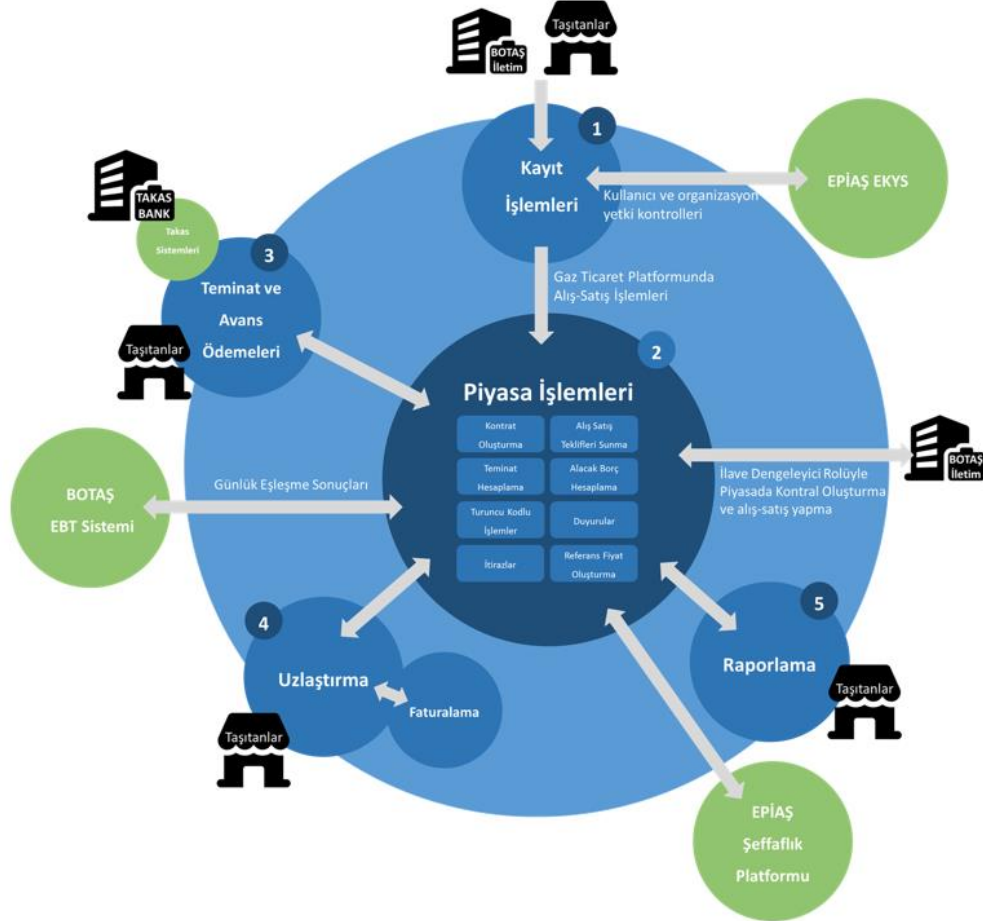 BOTAŞ
İletim
Taşıtanlar
1
Kayıt
İşlemleri
EPİAŞ EKYS
Kullanıcı ve organizasyon
yetki kontrolleri
TAKAS
BANK
Takas
Sistemleri
3
Teminat ve
Avans
Ödemeleri
Taşıtanlar
Gaz Ticaret Platformunda
Alış-Satış İşlemleri
2
Piyasa İşlemleri
Kontrat
Oluşturma
Alış Satış
Teklifleri Sunma
Teminat
Hesaplama
Alacak Borç
Hesaplama
Turuncu Kodlu
İşlemler
Duyurular
İtirazlar
Referans Fiyat
Oluşturma
BOTAŞ
İletim
İlave Dengeleyici Rolüyle
Piyasada Kontral Oluşturma
ve alış-satış yapma
Günlük Eşleşme Sonuçları
BOTAŞ
EBT Sistemi
4
Uzlaştırma
Faturalama
Taşıtanlar
5
Raporlama
Taşıtanlar
EPİAŞ
Şeffaflık
Platformu